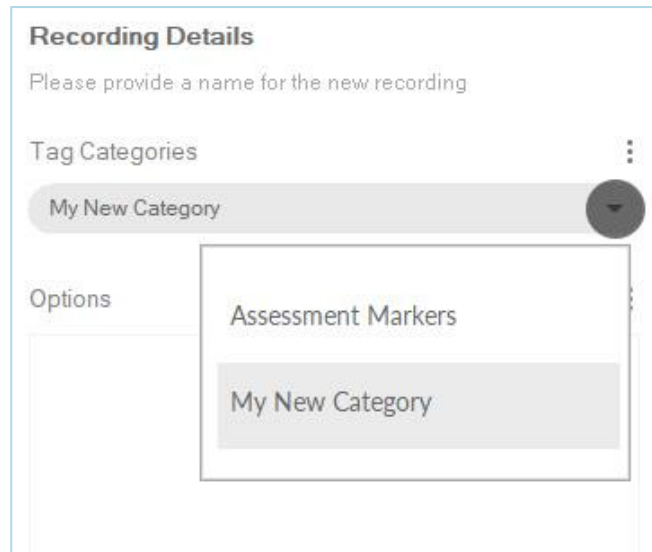 Recording Details
Please provide a name for the new recording
Tag Categories
My New Category
Options
Assessment Markers
My New Category